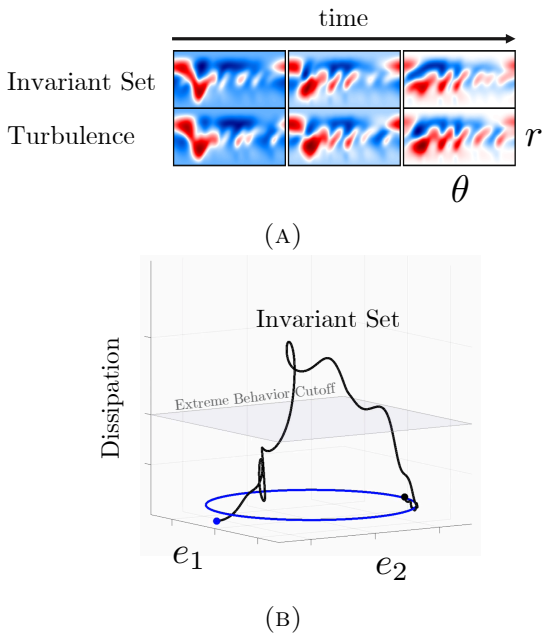 time
Invariant Set
Turbulence
r
θ
(A)
Invariant Set
Extreme Behavior Cutoff
Dissipation
e₁
e₂
(B)